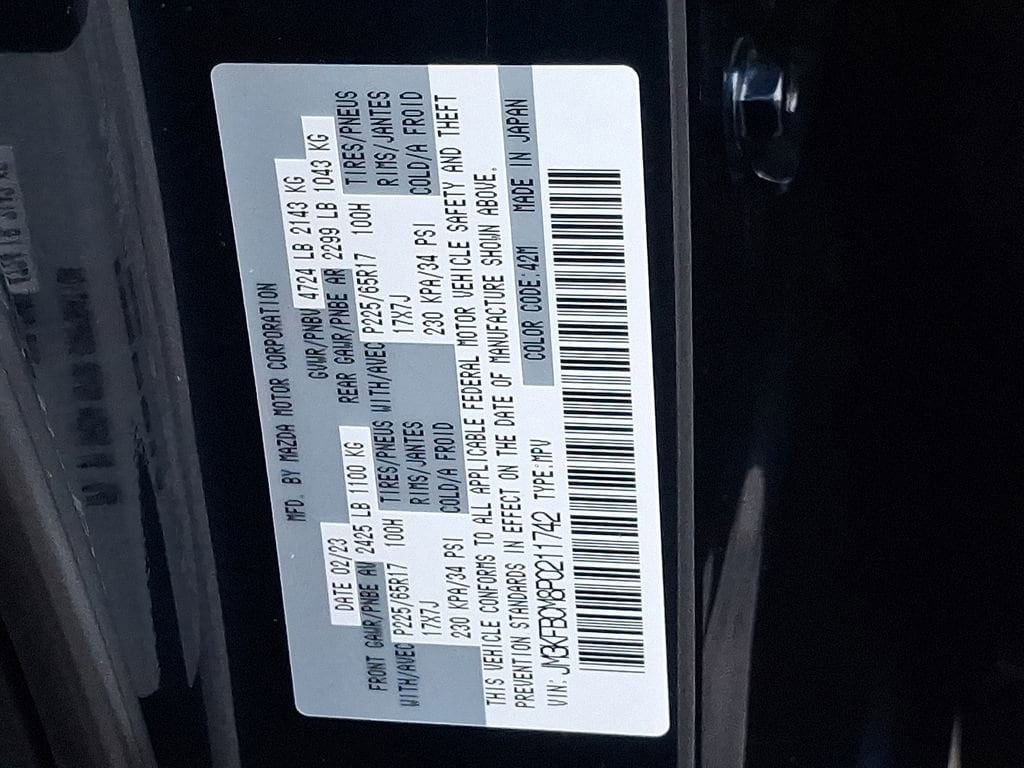 MFD. BY MAZDA MOTOR CORPORATION
DATE 02/23 GVWR/PNBV 4724 LB 2143 KG
FRONT GAWR/PNBE AV 2425 LB 1100 KG REAR GAWR/PNBE AR 2299 LB 1043 KG
WITH/AVEC P225/65R17 100H TIRES/PNEUS WITH/AVEC P225/65R17 100H TIRES/PNEUS
17X7J RIMS/JANTES 17X7J RIMS/JANTES
230 KPA/34 PSI COLD/A FROID 230 KPA/34 PSI COLD/A FROID
THIS VEHICLE CONFORMS TO ALL APPLICABLE FEDERAL MOTOR VEHICLE SAFETY AND THEFT
PREVENTION STANDARDS IN EFFECT ON THE DATE OF MANUFACTURE SHOWN ABOVE.
VIN: JM3KFBCM8P0211742 TYPE:MPV COLOR CODE:42M MADE IN JAPAN